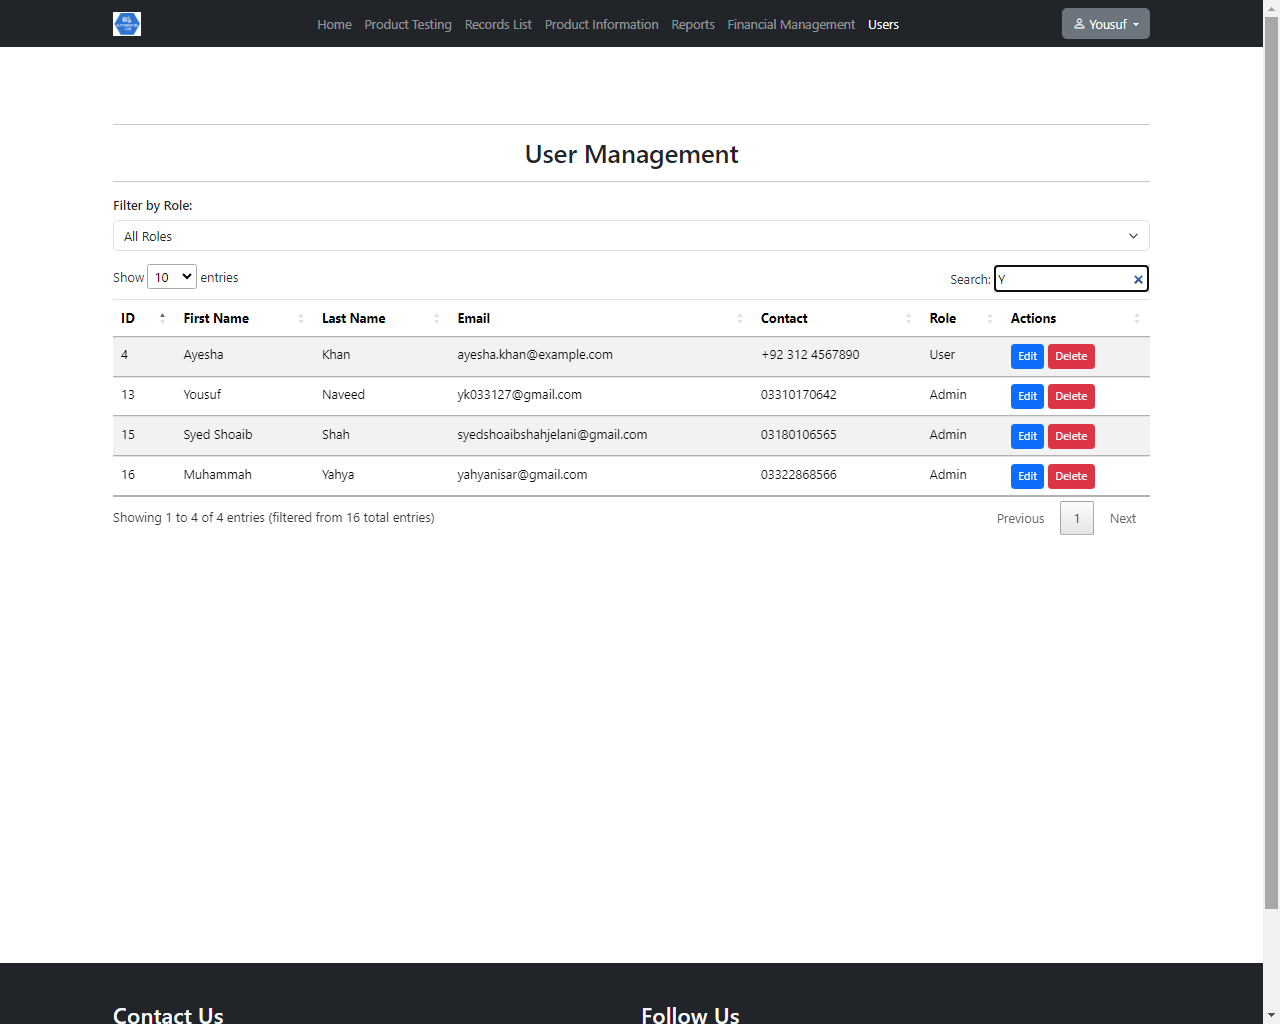 Home Product Testing Records List Product Information Reports Financial Management Users Yousuf
User Management
Filter by Role:
All Roles
Show 10 entries Search: Y
ID First Name Last Name Email Contact Role Actions
4 Ayesha Khan ayesha.khan@example.com +92 312 4567890 User Edit Delete
13 Yousuf Naveed yk033127@gmail.com 03310170642 Admin Edit Delete
15 Syed Shoaib Shah syedshoaibshahjelani@gmail.com 03180106565 Admin Edit Delete
16 Muhammah Yahya yahyanisar@gmail.com 03322868566 Admin Edit Delete
Showing 1 to 4 of 4 entries (filtered from 16 total entries) Previous 1 Next
Contact Us Follow Us